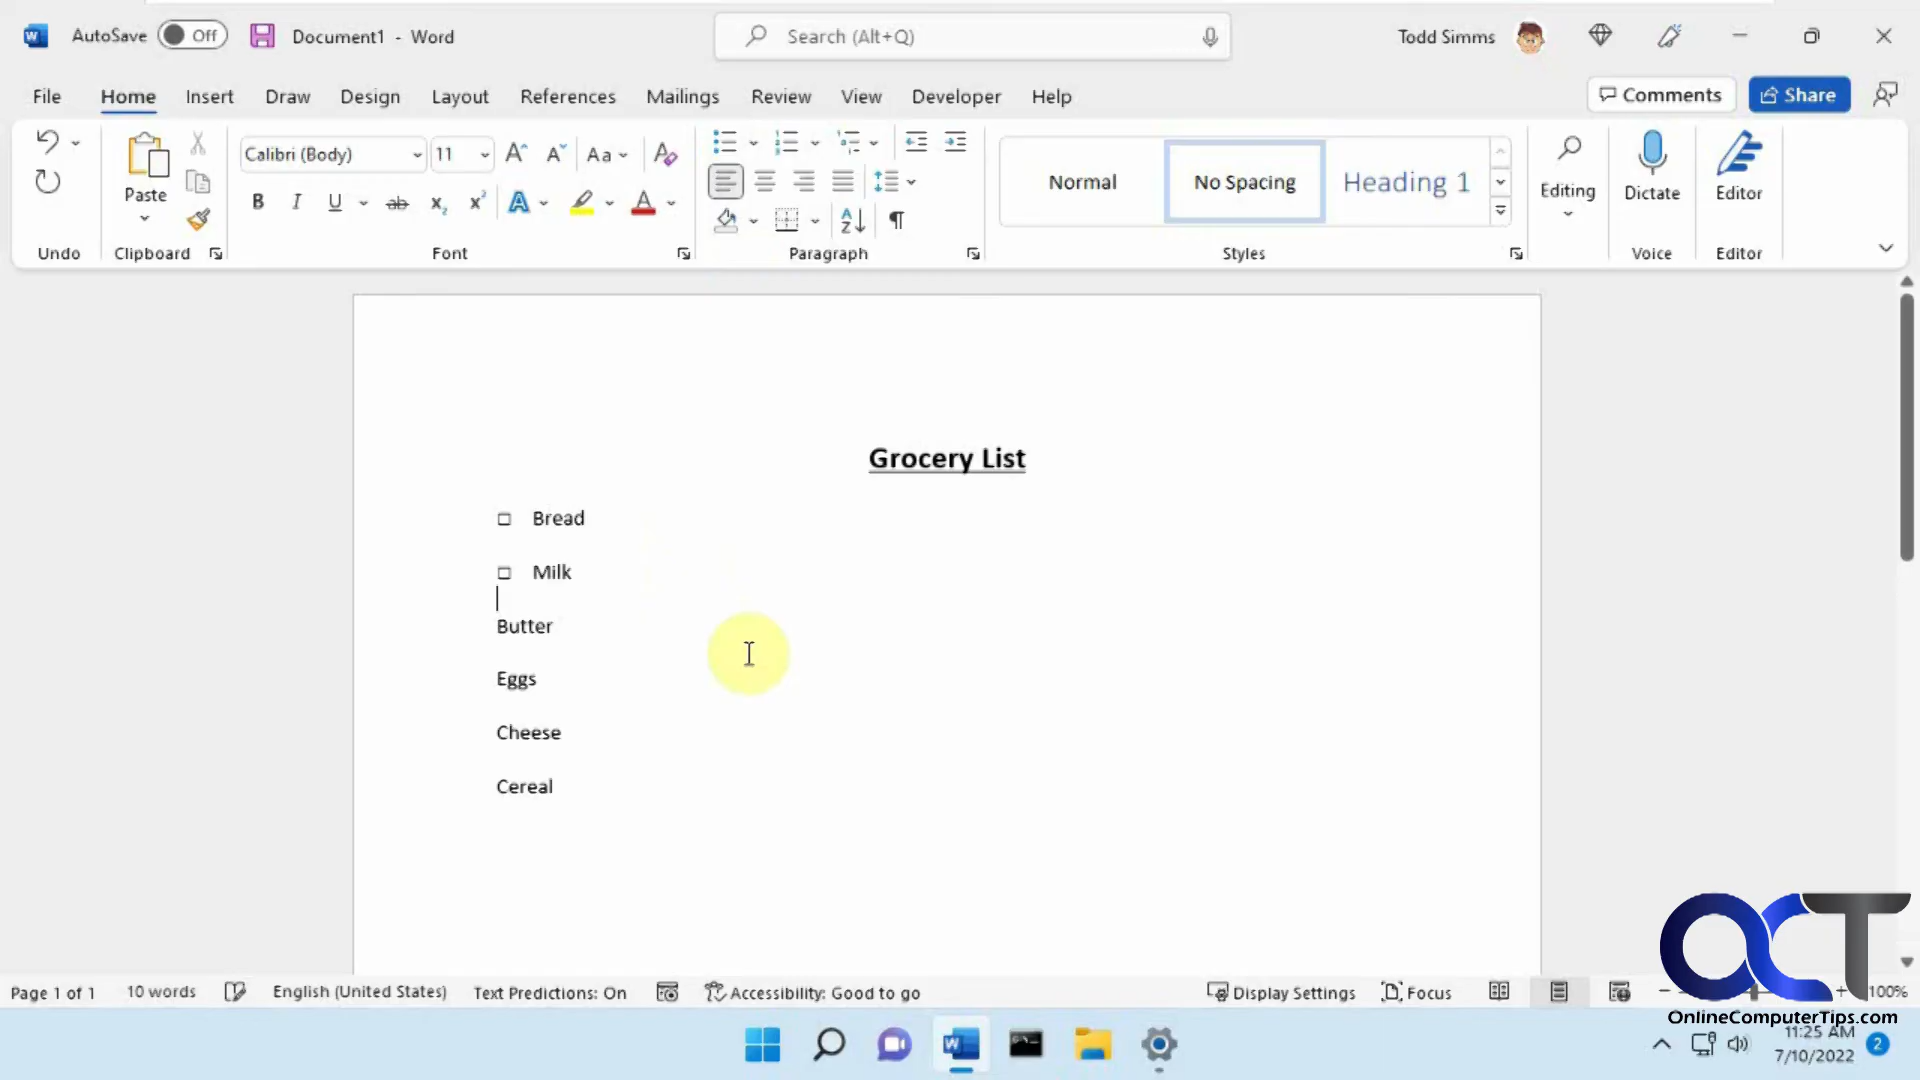 AutoSave Off Document1 - Word Search (Alt+Q) Todd Simms
File Home Insert Draw Design Layout References Mailings Review View Developer Help Comments Share
Paste Calibri (Body) 11 Aa Normal No Spacing Heading 1 Editing Dictate Editor
B I U ab x₂ x² A A
Undo Clipboard Font Paragraph Styles Voice Editor
Grocery List
Bread
Milk
Butter
Eggs
Cheese
Cereal
OCT
OnlineComputerTips.com
Page 1 of 1 10 words English (United States) Text Predictions: On Accessibility: Good to go Display Settings Focus 100%
11:25 AM
7/10/2022
2